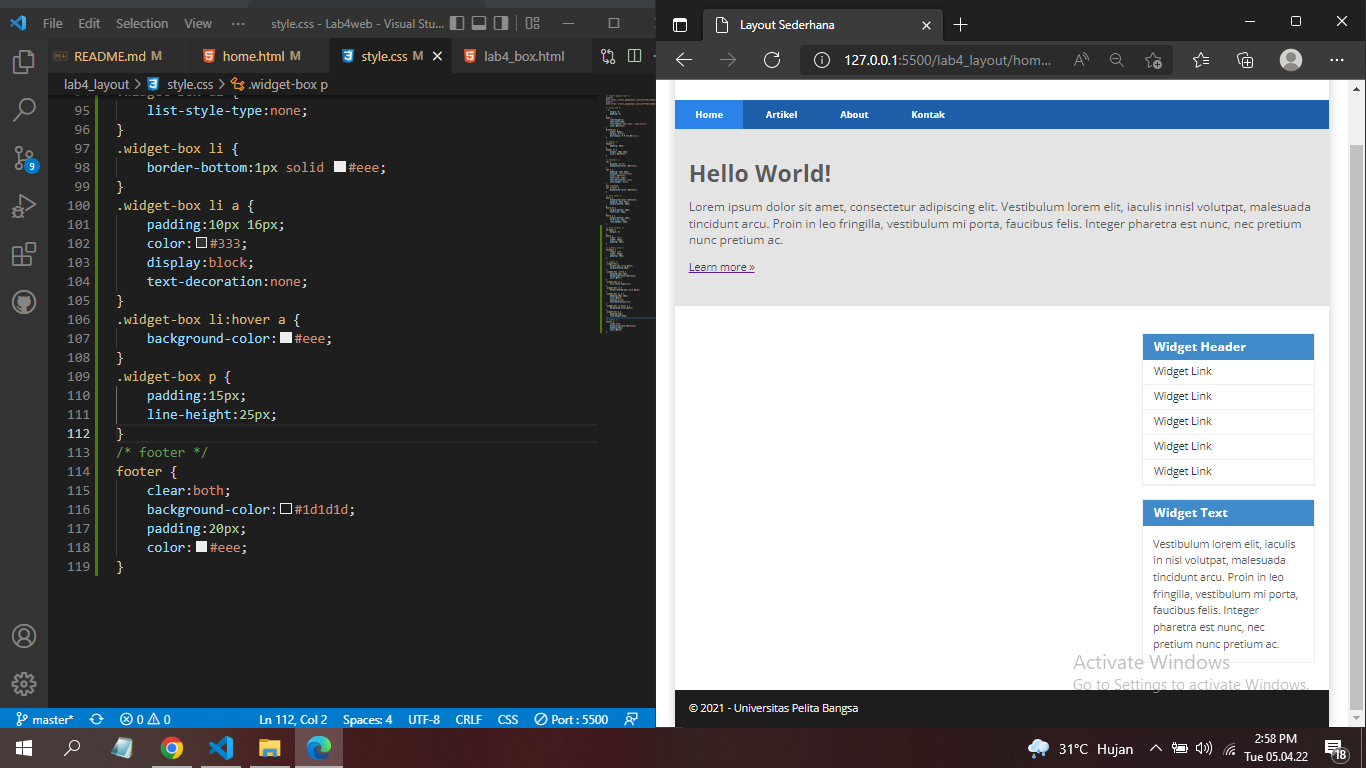 File Edit Selection View ··· style.css - Lab4web - Visual Stu...
README.md M home.html M style.css M lab4_box.html
lab4_layout > style.css > .widget-box p
95 list-style-type:none;
96 }
97 .widget-box li {
98 border-bottom:1px solid #eee;
99 }
100 .widget-box li a {
101 padding:10px 16px;
102 color:#333;
103 display:block;
104 text-decoration:none;
105 }
106 .widget-box li:hover a {
107 background-color:#eee;
108 }
109 .widget-box p {
110 padding:15px;
111 line-height:25px;
112 }
113 /* footer */
114 footer {
115 clear:both;
116 background-color:#1d1d1d;
117 padding:20px;
118 color:#eee;
119 }
9
master* 0 0 Ln 112, Col 2 Spaces: 4 UTF-8 CRLF CSS Port : 5500
Layout Sederhana
127.0.0.1:5500/lab4_layout/hom...
Home Artikel About Kontak
Hello World!
Lorem ipsum dolor sit amet, consectetur adipiscing elit. Vestibulum lorem elit, iaculis innisl volutpat, malesuada
tincidunt arcu. Proin in leo fringilla, vestibulum mi porta, faucibus felis. Integer pharetra est nunc, nec pretium
nunc pretium ac.
Learn more »
Widget Header
Widget Link
Widget Link
Widget Link
Widget Link
Widget Link
Widget Text
Vestibulum lorem elit, iaculis
in nisl volutpat, malesuada
tincidunt arcu. Proin in leo
fringilla, vestibulum mi porta,
faucibus felis. Integer
pharetra est nunc, nec
pretium nunc pretium ac.
Activate Windows
Go to Settings to activate Windows.
© 2021 - Universitas Pelita Bangsa
31°C Hujan
2:58 PM
Tue 05.04.22
18